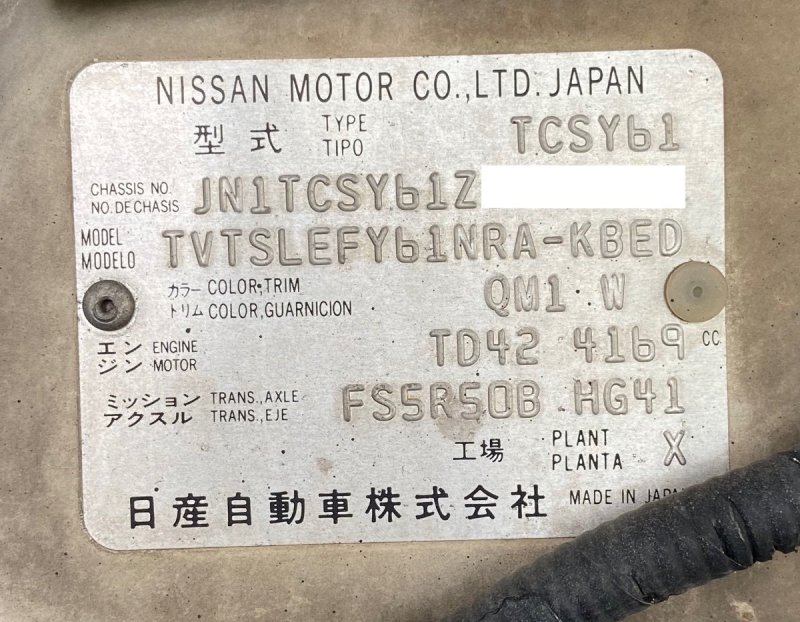 NISSAN MOTOR CO.,LTD. JAPAN
型式 TYPE TIPO TCSY61
CHASSIS NO. NO. DE CHASIS JN1TCSY61Z
MODEL MODELO TVTSLEFY61NRA-KBED
カラー COLOR,TRIM
トリム COLOR,GUARNICION QM1 W
エン ENGINE
ジン MOTOR TD42 4169 CC
ミッション TRANS.,AXLE
アクスル TRANS.,EJE FS5R50B HG41
工場 PLANT PLANTA X
日産自動車株式会社 MADE IN JAPA